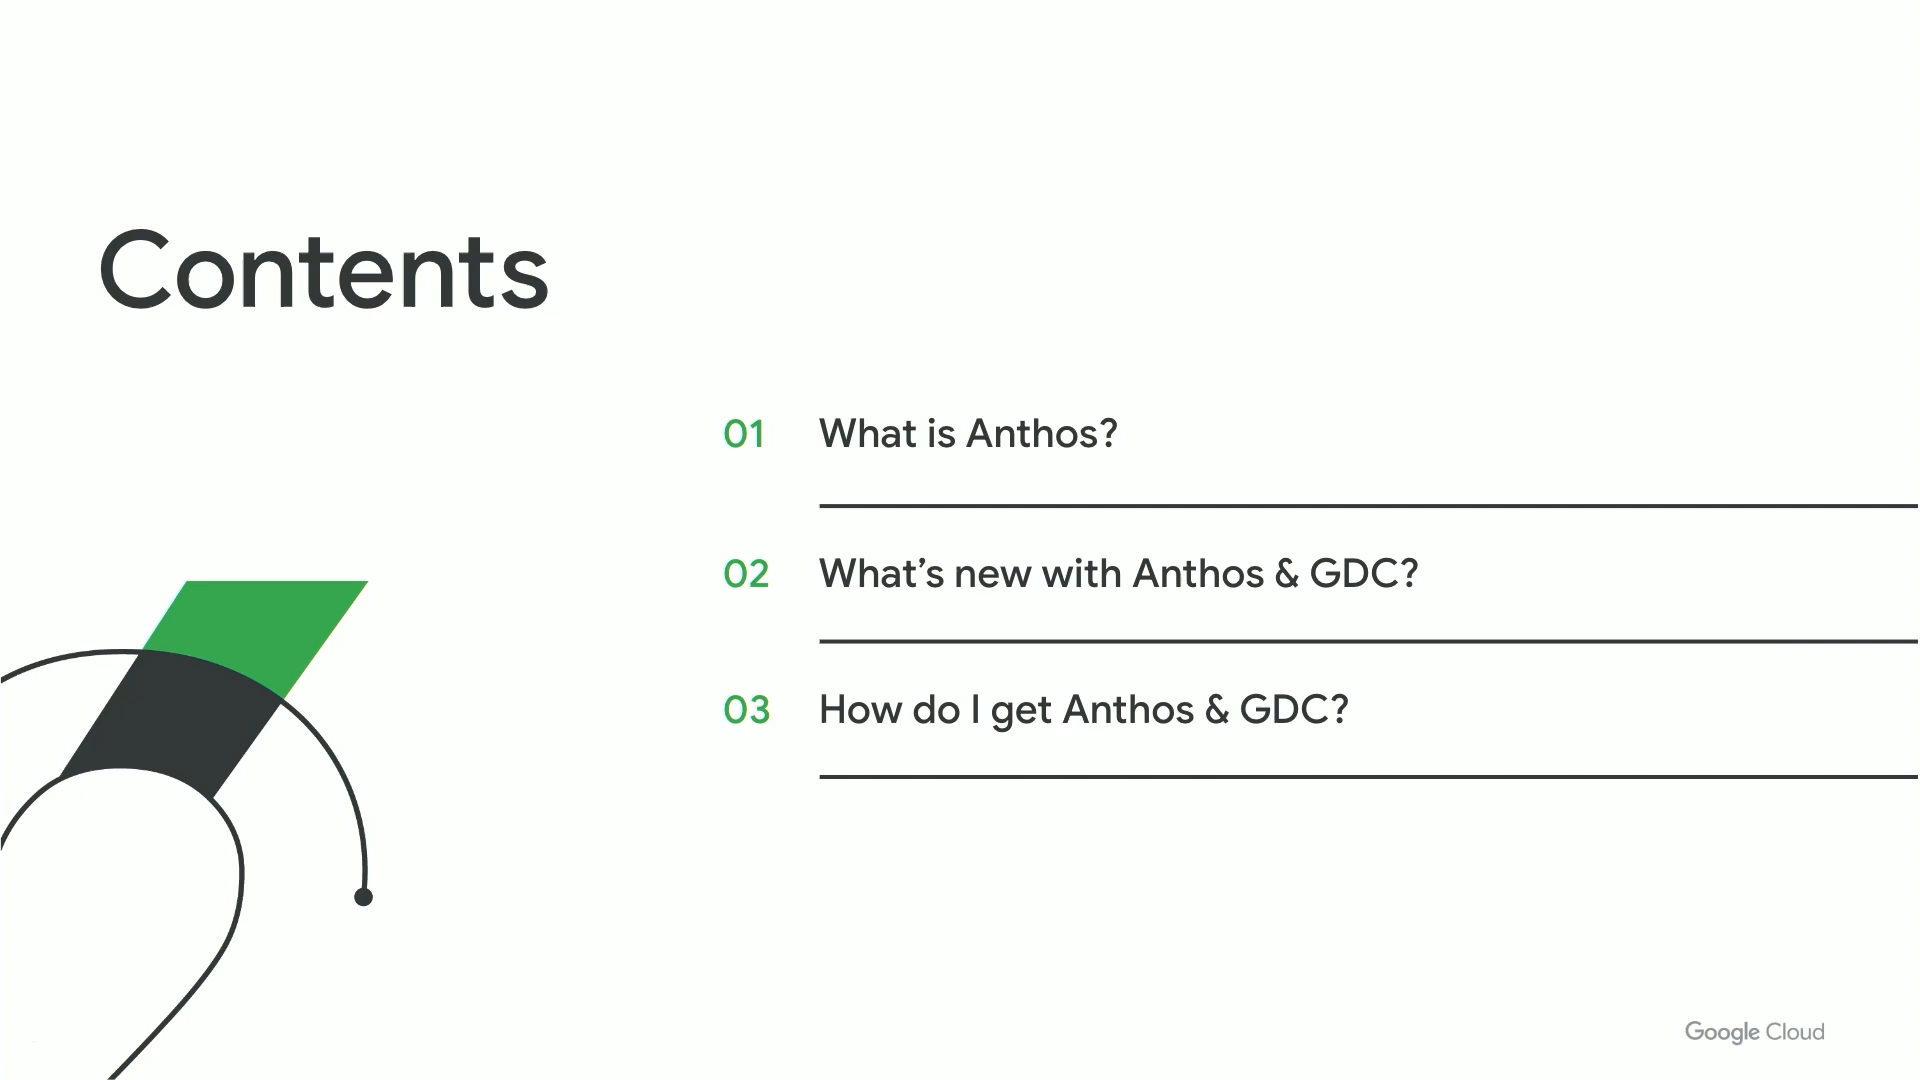 Contents
01 What is Anthos?
02 What’s new with Anthos & GDC?
03 How do I get Anthos & GDC?
Google Cloud